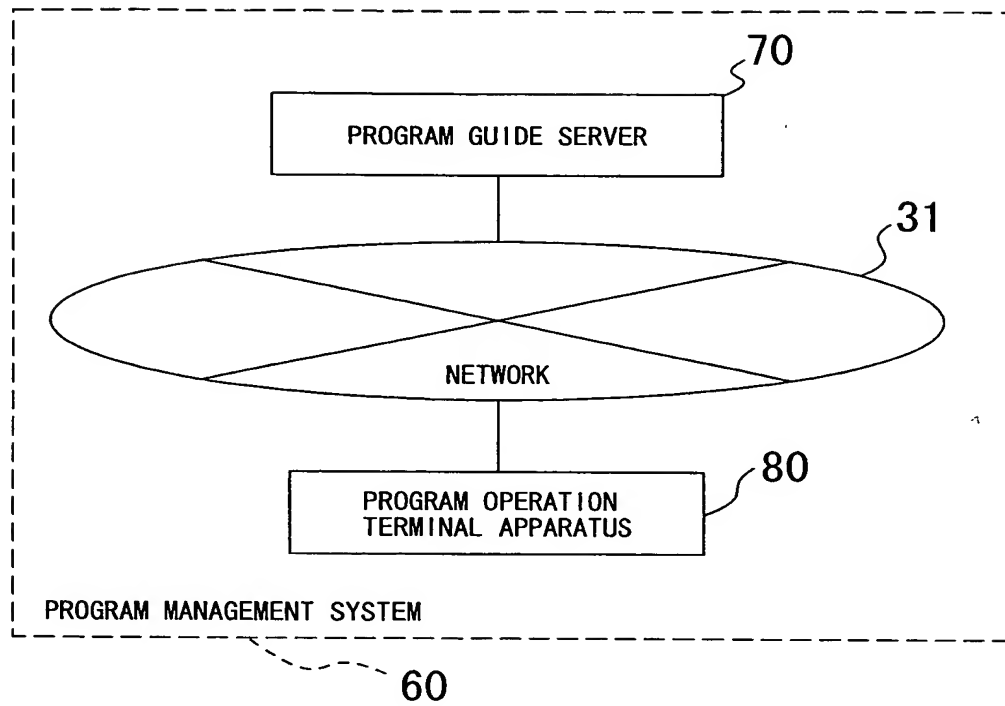 70
PROGRAM GUIDE SERVER
31
NETWORK
80
PROGRAM OPERATION
TERMINAL APPARATUS
PROGRAM MANAGEMENT SYSTEM
60